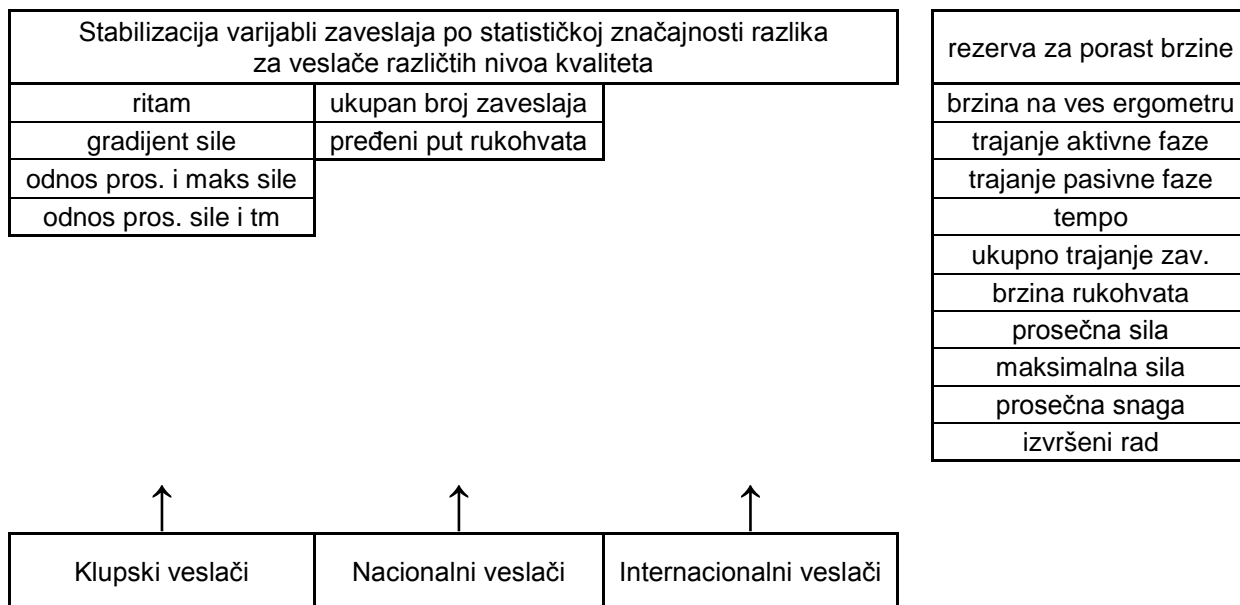 Stabilizacija varijabli zaveslaja po statističkoj značajnosti razlika
za veslače različtih nivoa kvaliteta
rezerva za porast brzine
ritam
ukupan broj zaveslaja
brzina na ves ergometru
gradijent sile
pređeni put rukohvata
trajanje aktivne faze
odnos pros. i maks sile
trajanje pasivne faze
odnos pros. sile i tm
tempo
ukupno trajanje zav.
brzina rukohvata
prosečna sila
maksimalna sila
prosečna snaga
izvršeni rad
Klupski veslači
Nacionalni veslači
Internacionalni veslači